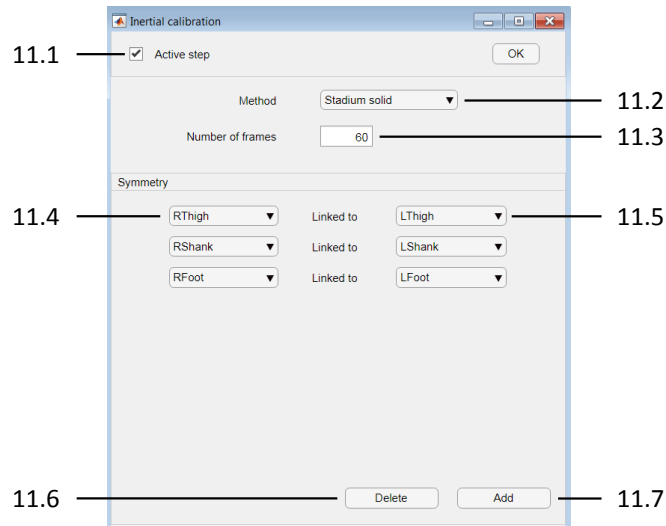 Inertial calibration
11.1 Active step OK
Method Stadium solid 11.2
Number of frames 60 11.3
Symmetry
11.4 RThigh Linked to LThigh 11.5
RShank Linked to LShank
RFoot Linked to LFoot
11.6 Delete Add 11.7